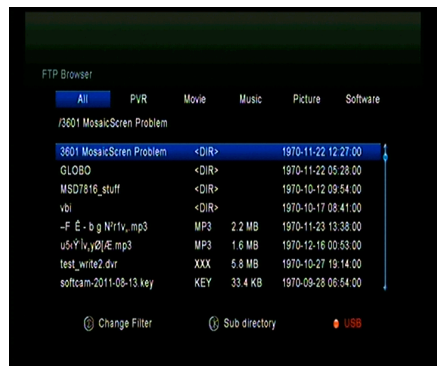 FTP Browser
All PVR Movie Music Picture Software
/3601 MosaicScren Problem
3601 MosaicScren Problem <DIR> 1970-11-22 12:27:00
GLOBO <DIR> 1970-11-22 05:28:00
MSD7816_stuff <DIR> 1970-10-12 09:54:00
vbi <DIR> 1970-10-17 08:41:00
–F Ê - b g N²r1v,.mp3 MP3 2.2 MB 1970-11-23 13:38:00
MP3 1.6 MB 1970-12-16 00:53:00
test_write2.dvr XXX 5.8 MB 1970-10-27 19:14:00
softcam-2011-08-13.key KEY 33.4 KB 1970-09-28 06:54:00
Change Filter Sub directory USB